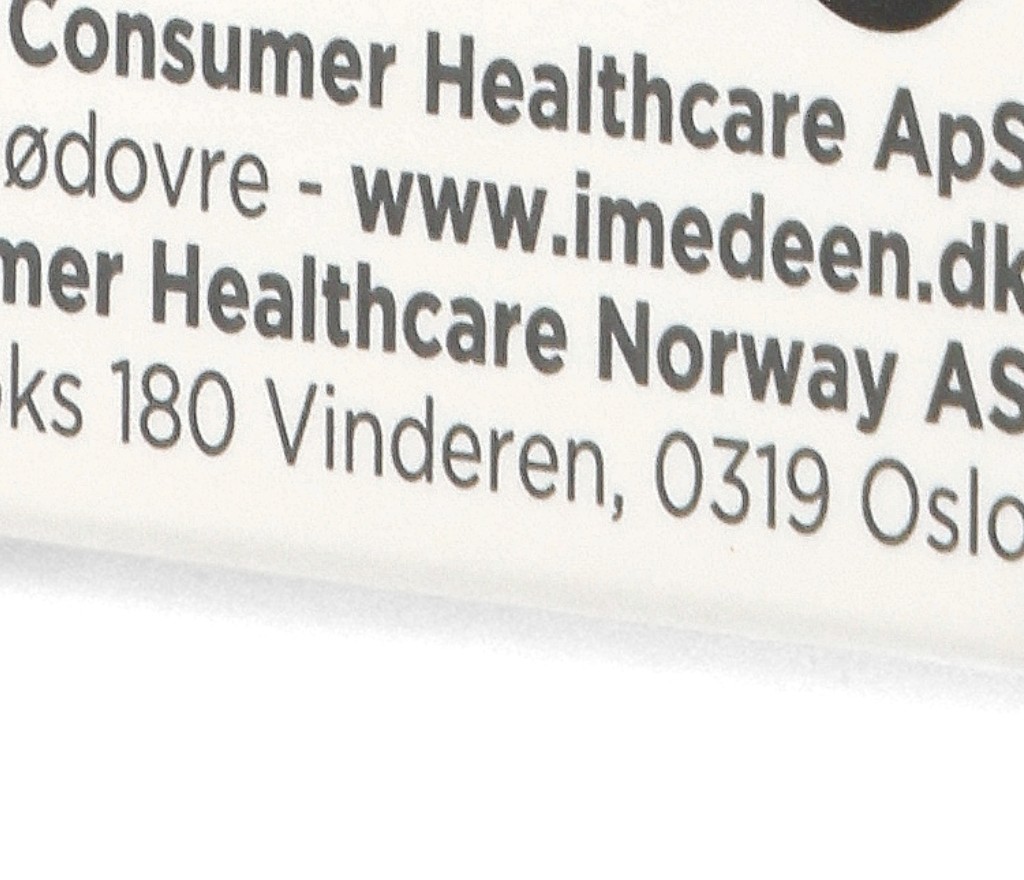 Consumer Healthcare ApS
ødovre - www.imedeen.dk
mer Healthcare Norway AS
ks 180 Vinderen, 0319 Oslo